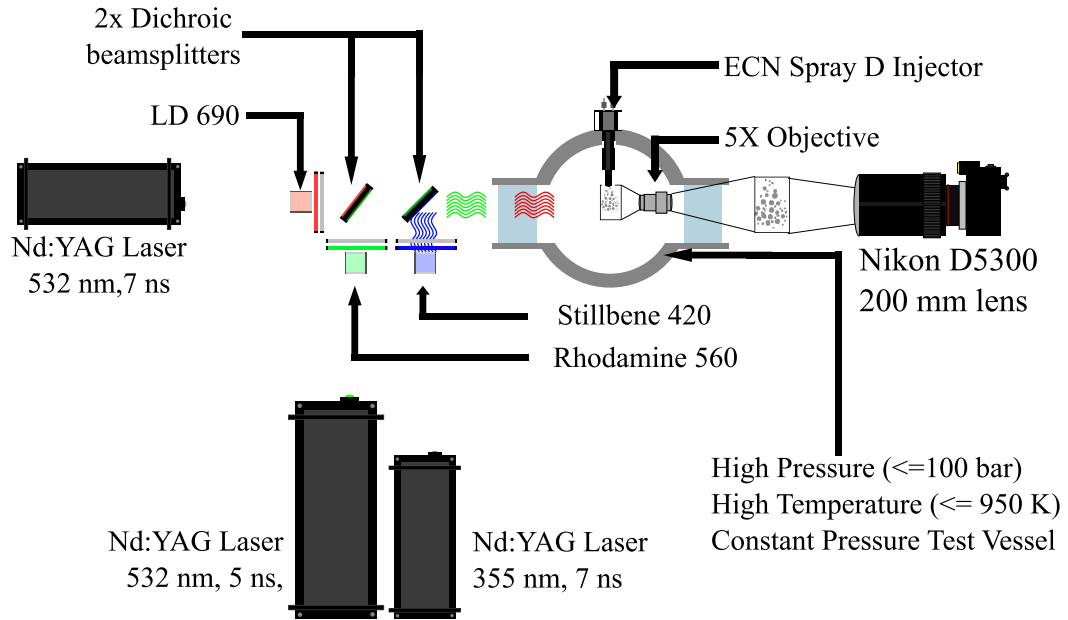 2x Dichroic
beamsplitters
LD 690
ECN Spray D Injector
5X Objective
Nd:YAG Laser
532 nm,7 ns
Nikon D5300
200 mm lens
Stillbene 420
Rhodamine 560
High Pressure (<=100 bar)
High Temperature (<= 950 K)
Constant Pressure Test Vessel
Nd:YAG Laser
532 nm, 5 ns,
Nd:YAG Laser
355 nm, 7 ns